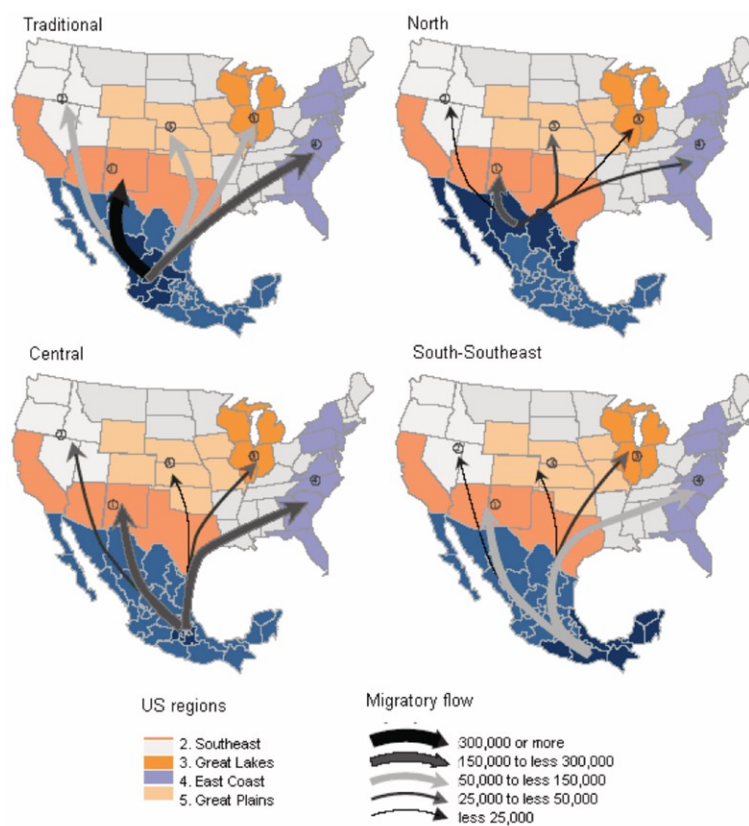 Traditional
North
Central
South-Southeast
US regions
2. Southeast
3. Great Lakes
4. East Coast
5. Great Plains
Migratory flow
300,000 or more
150,000 to less 300,000
50,000 to less 150,000
25,000 to less 50,000
less 25,000